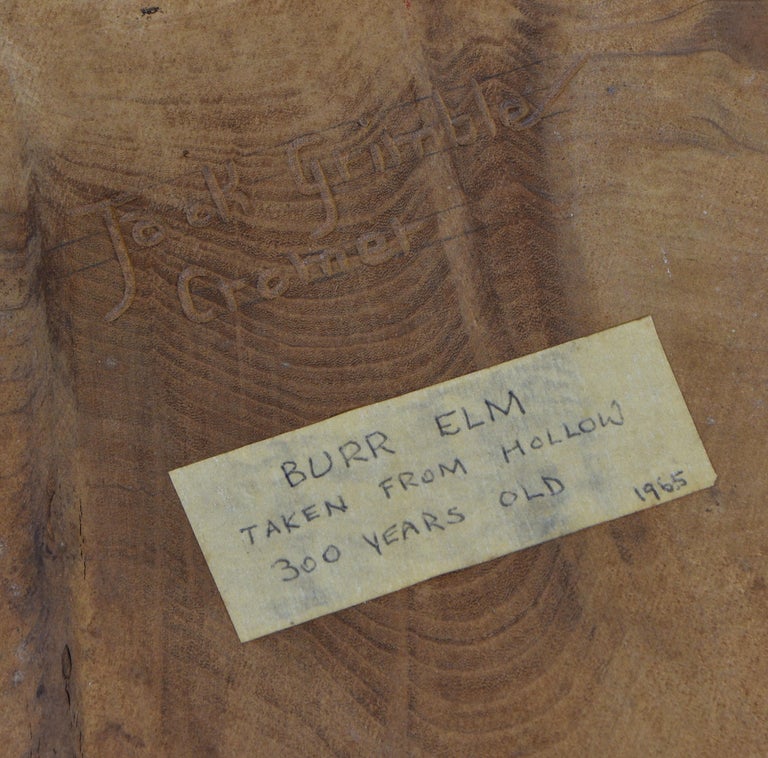 Jack Grimble
Cromer
BURR ELM
TAKEN FROM HOLLOW
300 YEARS OLD 1965